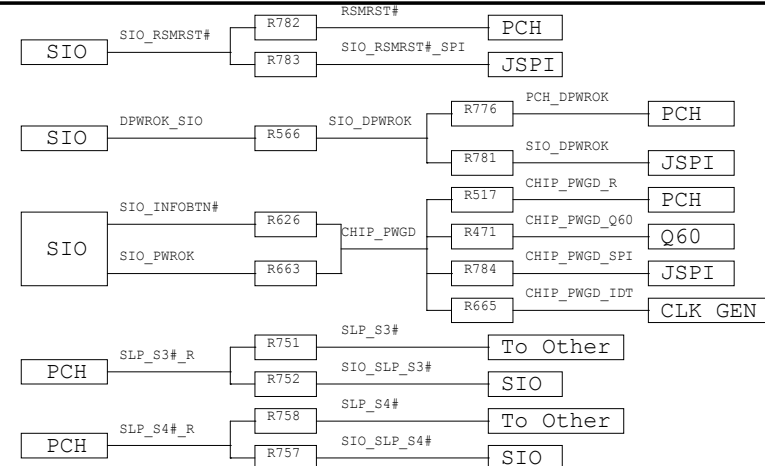 SIO
SIO_RSMRST#
R782
RSMRST#
PCH
R783
SIO_RSMRST#_SPI
JSPI
SIO
DPWROK_SIO
R566
SIO_DPWROK
R776
PCH_DPWROK
PCH
R781
SIO_DPWROK
JSPI
SIO
SIO_INFOBTN#
R626
SIO_PWROK
R663
CHIP_PWGD
R517
CHIP_PWGD_R
PCH
R471
CHIP_PWGD_Q60
Q60
R784
CHIP_PWGD_SPI
JSPI
R665
CHIP_PWGD_IDT
CLK GEN
PCH
SLP_S3#_R
R751
SLP_S3#
To Other
R752
SIO_SLP_S3#
SIO
PCH
SLP_S4#_R
R758
SLP_S4#
To Other
R757
SIO_SLP_S4#
SIO